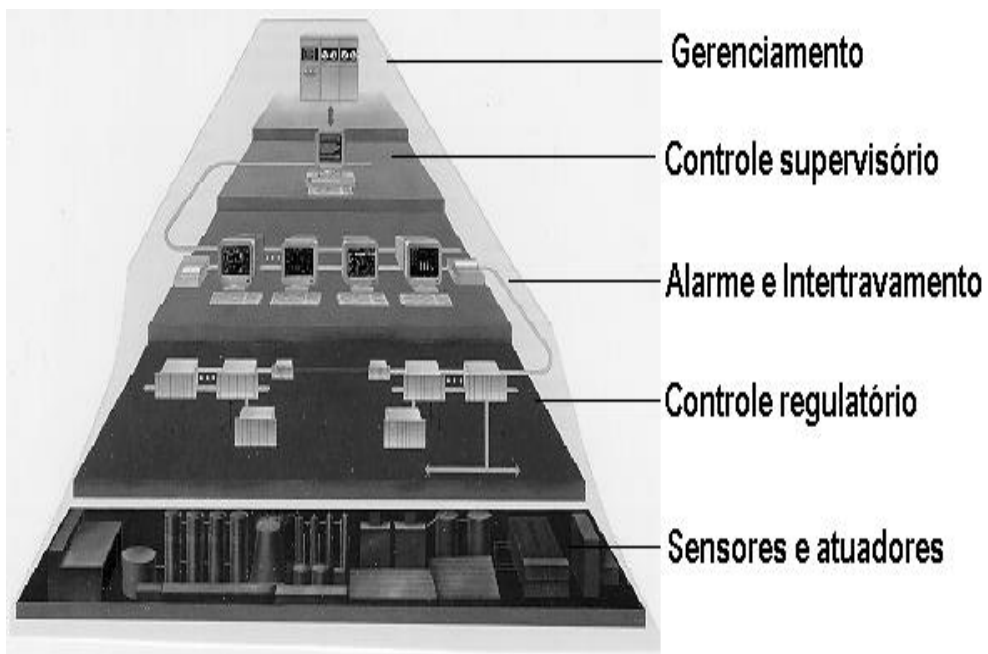 Gerenciamento
Controle supervisório
Alarme e Intertravamento
Controle regulatório
Sensores e atuadores